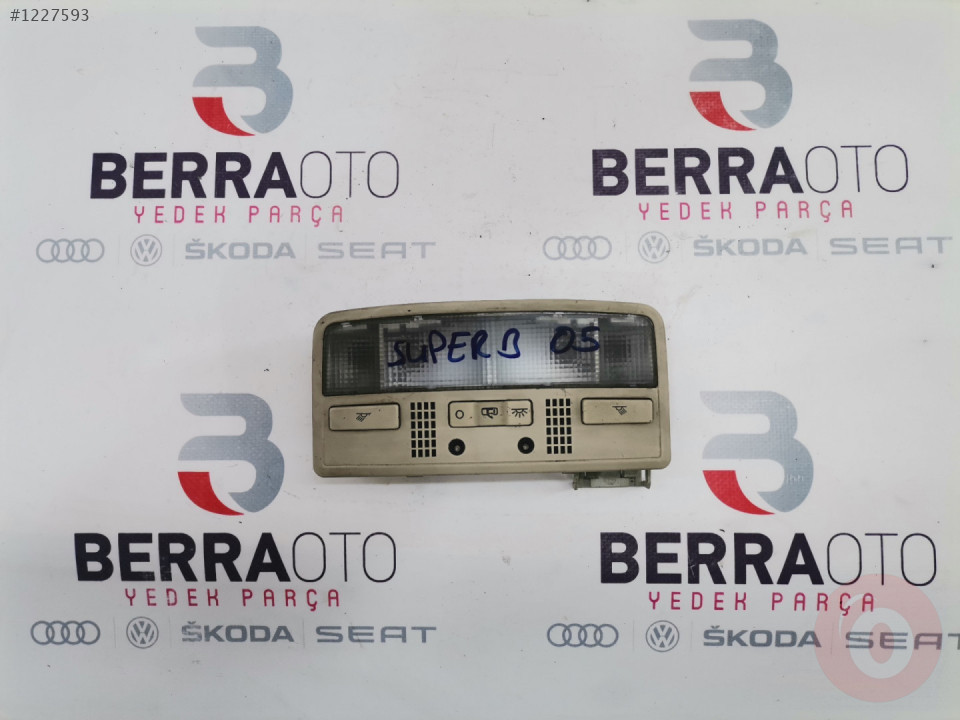 #1227593
BERRAOTO
YEDEK PARÇA
ŠKODA SEAT
BERRAOTO
YEDEK PARÇA
ŠKODA SEAT
SUPERB 05
BERRAOTO
YEDEK PARÇA
ŠKODA SEAT
BERRAOTO
YEDEK PARÇA
ŠKODA SEAT